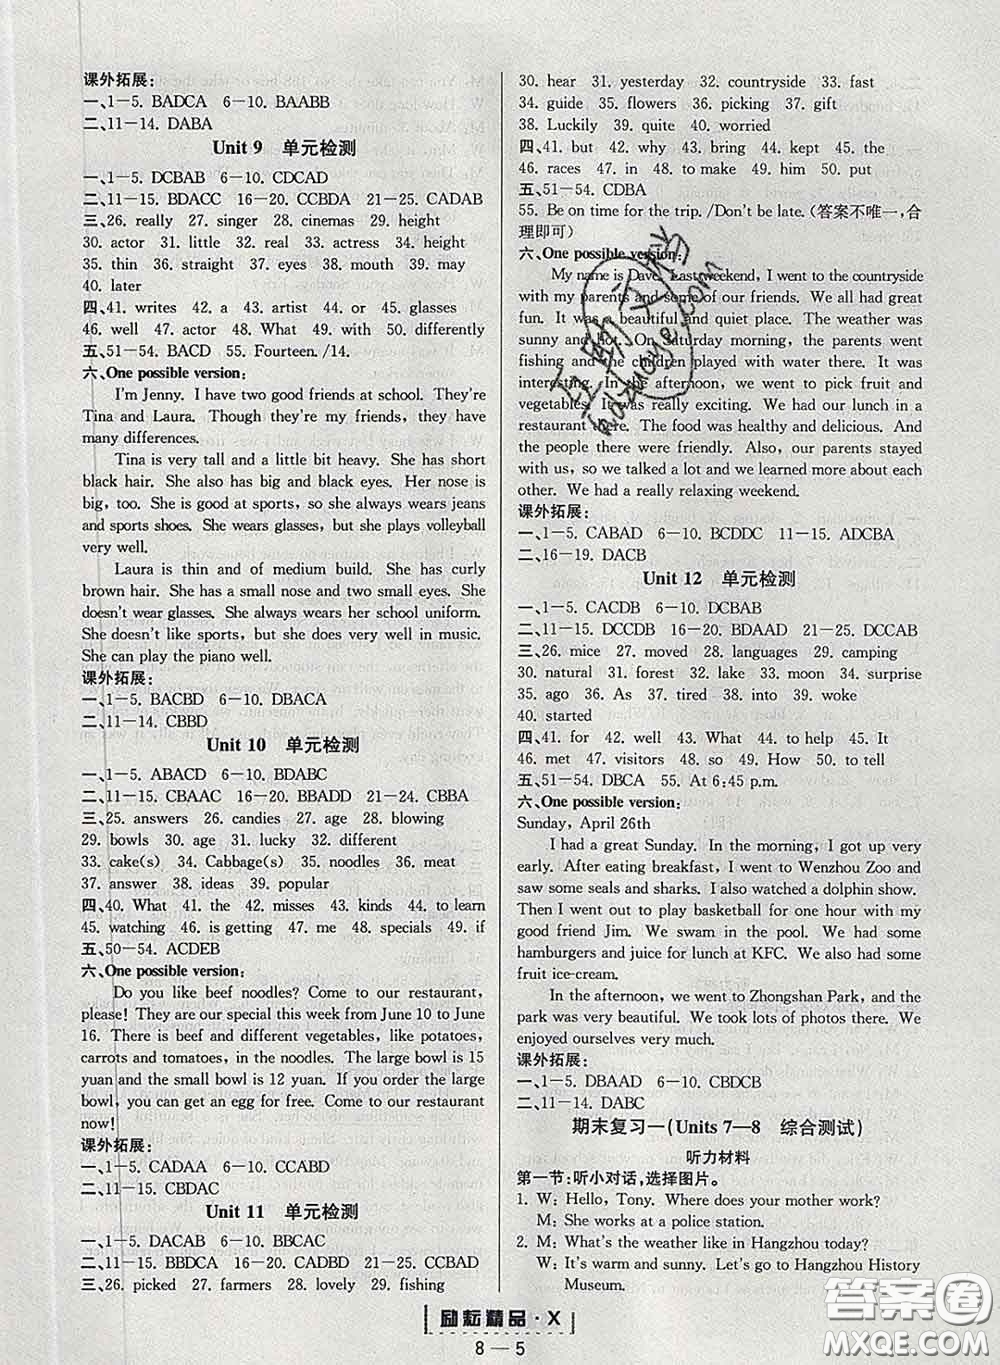 课外拓展:
一、1—5. BADCA 6—10. BAABB
二、11—14. DABA
Unit 9 单元检测
一、1—5. DCBAB 6—10. CDCAD
二、11—15. BDACC 16—20. CCBDA 21—25. CADAB
三、26. really 27. singer 28. cinemas 29. height
30. actor 31. little 32. real 33. actress 34. height
35. thin 36. straight 37. eyes 38. mouth 39. may
40. later
四、41. writes 42. a 43. artist 44. or 45. glasses
46. well 47. actor 48. What 49. with 50. differently
五、51—54. BACD 55. Fourteen. /14.
六、One possible version:
I'm Jenny. I have two good friends at school. They're
Tina and Laura. Though they're my friends, they have
many differences.
Tina is very tall and a little bit heavy. She has short
black hair. She also has big and black eyes. Her nose is
big, too. She is good at sports, so she always wears jeans
and sports shoes. She wears glasses, but she plays volleyball
very well.
Laura is thin and of medium build. She has curly
brown hair. She has a small nose and two small eyes. She
doesn't wear glasses. She always wears her school uniform.
She doesn't like sports, but she does very well in music.
She can play the piano well.
课外拓展:
一、1—5. BACBD 6—10. DBACA
二、11—14. CBBD
Unit 10 单元检测
一、1—5. ABACD 6—10. BDABC
二、11—15. CBAAC 16—20. BBADD 21—24. CBBA
三、25. answers 26. candies 27. age 28. blowing
29. bowls 30. age 31. lucky 32. different
33. cake(s) 34. Cabbage(s) 35. noodles 36. meat
37. answer 38. ideas 39. popular
四、40. What 41. the 42. misses 43. kinds 44. to learn
45. watching 46. is getting 47. me 48. specials 49. if
五、50—54. ACDEB
六、One possible version:
Do you like beef noodles? Come to our restaurant,
please! They are our special this week from June 10 to June
16. There is beef and different vegetables, like potatoes,
carrots and tomatoes, in the noodles. The large bowl is 15
yuan and the small bowl is 12 yuan. If you order the large
bowl, you can get an egg for free. Come to our restaurant
now!
课外拓展:
一、1—5. CADAA 6—10. CCABD
二、11—15. CBDAC
Unit 11 单元检测
一、1—5. DACAB 6—10. BBCAC
二、11—15. BBDCA 16—20. CADBD 21—25. CCBAD
三、26. picked 27. farmers 28. lovely 29. fishing
30. hear 31. yesterday 32. countryside 33. fast
34. guide 35. flowers 36. picking 37. gift
38. Luckily 39. quite 40. worried
四、41. but 42. why 43. bring 44. kept 45. the
46. races 47. in 48. to make 49. his 50. put
五、51—54. CDBA
55. Be on time for the trip. /Don't be late. (答案不唯一,合
理即可)
六、One possible version:
My name is Dave. Last weekend, I went to the countryside
with my parents and some of our friends. We all had great
fun. It was a beautiful and quiet place. The weather was
sunny and hot. On Saturday morning, the parents went
fishing and the children played with water there. It was
interesting. In the afternoon, we went to pick fruit and
vegetables. It was really exciting. We had our lunch in a
restaurant there. The food was healthy and delicious. And
the people there were friendly. Also, our parents stayed
with us, so we talked a lot and we learned more about each
other. We had a really relaxing weekend.
课外拓展:
一、1—5. CABAD 6—10. BCDDC 11—15. ADCBA
二、16—19. DACB
Unit 12 单元检测
一、1—5. CACDB 6—10. DCBAB
二、11—15. DCCDB 16—20. BDAAD 21—25. DCCAB
三、26. mice 27. moved 28. languages 29. camping
30. natural 31. forest 32. lake 33. moon 34. surprise
35. ago 36. As 37. tired 38. into 39. woke
40. started
四、41. for 42. well 43. What 44. to help 45. It
46. met 47. visitors 48. site 49. How 50. to tell
五、51—54. DBCA 55. At 6:45 p.m.
六、One possible version:
Sunday, April 26th
I had a great Sunday. In the morning, I got up very
early. After eating breakfast, I went to Wenzhou Zoo and
saw some seals and sharks. I also watched a dolphin show.
Then I went out to play basketball for one hour with my
good friend Jim. We swam in the pool. We had some
hamburgers and juice for lunch at KFC. We also had some
fruit ice-cream.
In the afternoon, we went to Zhongshan Park, and the
park was very beautiful. We took lots of photos there. We
enjoyed ourselves very much.
课外拓展:
一、1—5. DBAAD 6—10. CBDCB
二、11—14. DABC
期末复习一(Units 7—8 综合测试)
听力材料
第一节:听小对话,选择图片。
1. W: Hello, Tony. Where does your mother work?
M: She works at a police station.
2. M: What's the weather like in Hangzhou today?
W: It's warm and sunny. Let's go to Hangzhou History
Museum.
励耘精品·X
8—5
答案圈
MXQE.COM